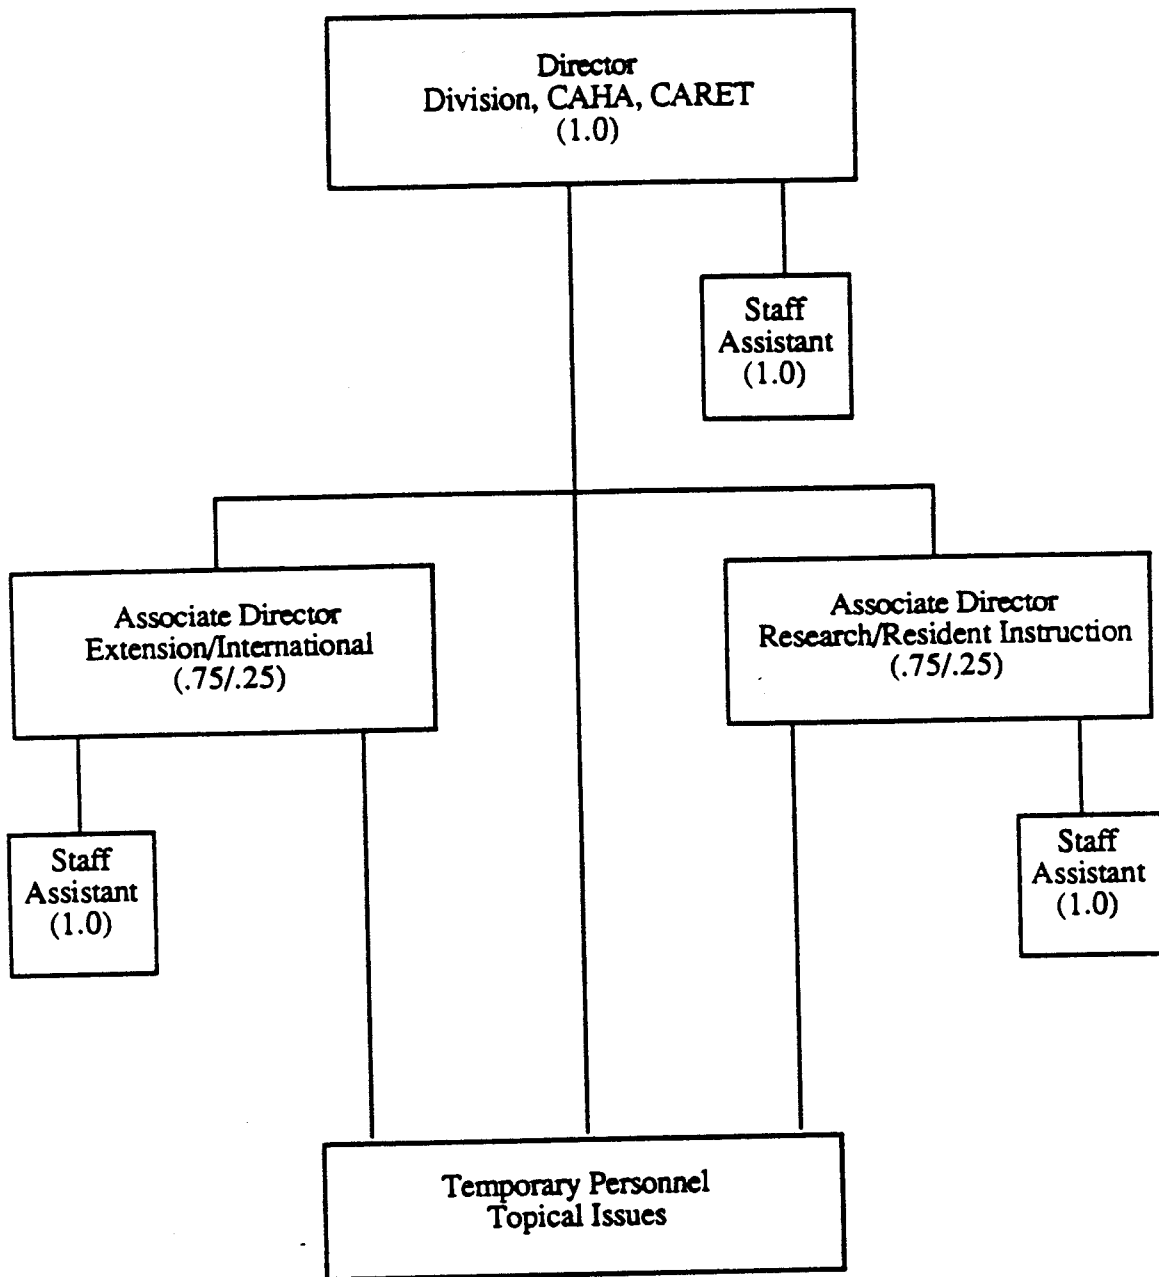 Director
Division, CAHA, CARET
(1.0)
Staff
Assistant
(1.0)
Associate Director
Extension/International
(.75/.25)
Associate Director
Research/Resident Instruction
(.75/.25)
Staff
Assistant
(1.0)
Staff
Assistant
(1.0)
Temporary Personnel
Topical Issues